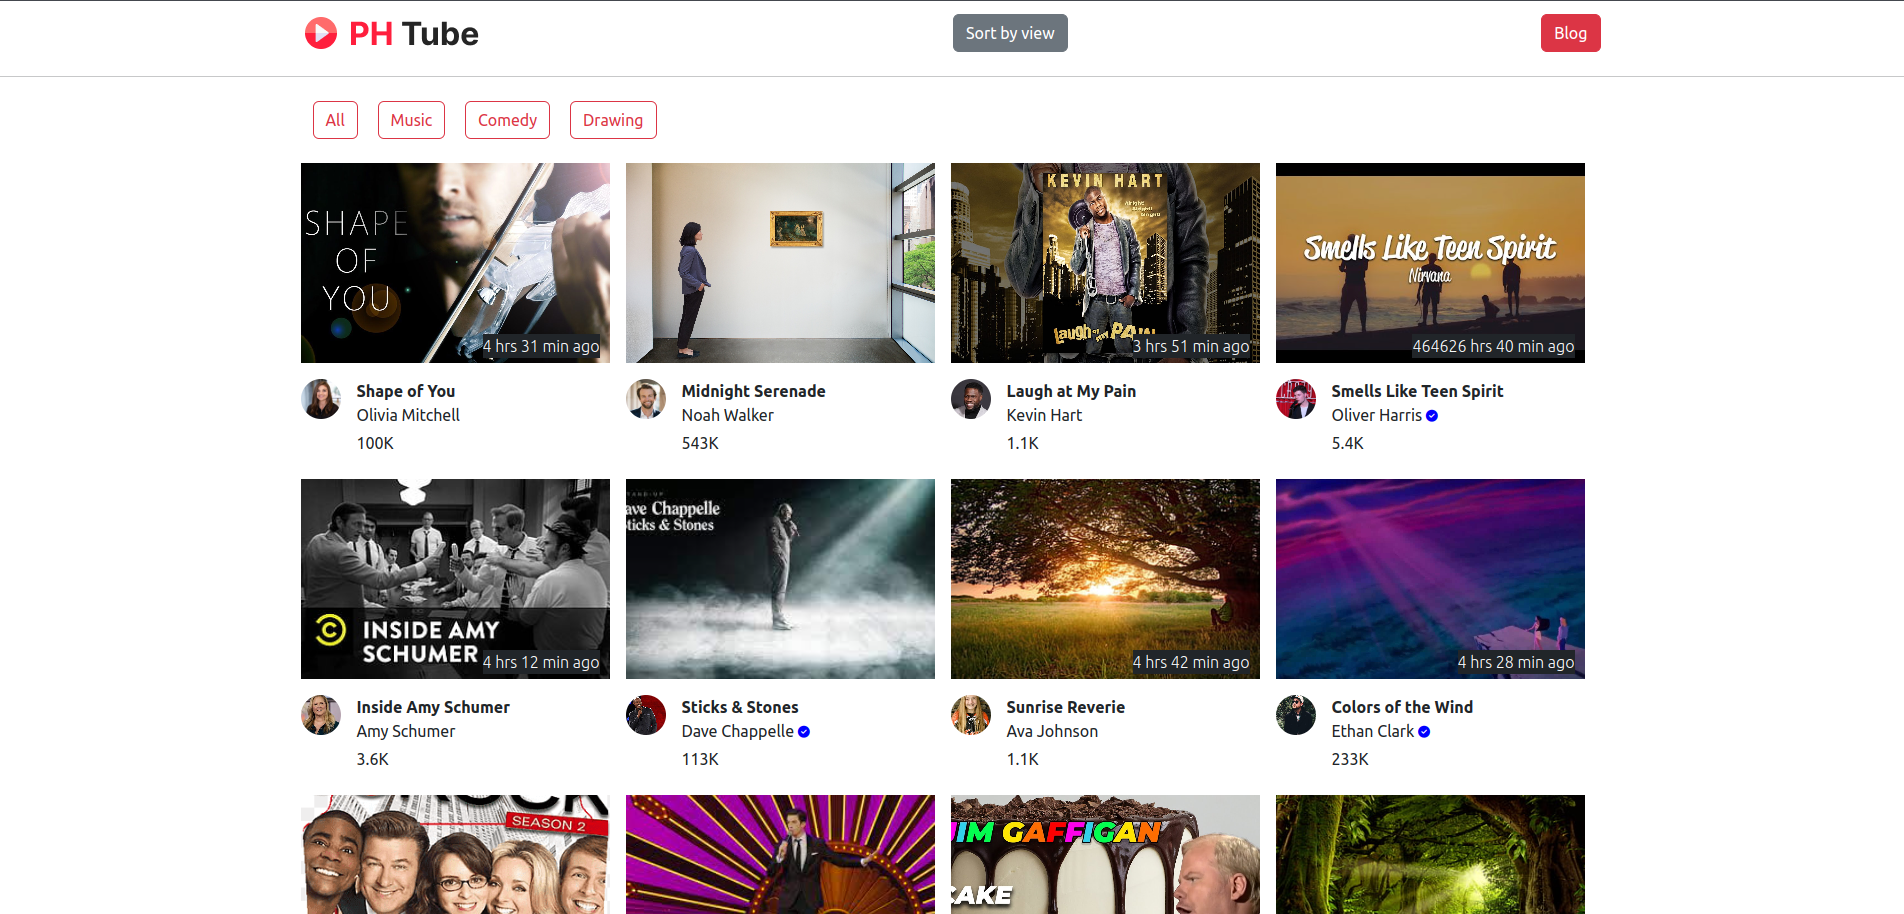 PH Tube
Sort by view
Blog
All
Music
Comedy
Drawing
SHAPE
OF
YOU
4 hrs 31 min ago
KEVIN HART
Laugh at my PAIN
3 hrs 51 min ago
Smells Like Teen Spirit
Nirvana
464626 hrs 40 min ago
Shape of You
Olivia Mitchell
100K
Midnight Serenade
Noah Walker
543K
Laugh at My Pain
Kevin Hart
1.1K
Smells Like Teen Spirit
Oliver Harris
5.4K
INSIDE AMY
SCHUMER
4 hrs 12 min ago
TAND-UP
ave Chappelle
ticks & Stones
4 hrs 42 min ago
4 hrs 28 min ago
Inside Amy Schumer
Amy Schumer
3.6K
Sticks & Stones
Dave Chappelle
113K
Sunrise Reverie
Ava Johnson
1.1K
Colors of the Wind
Ethan Clark
233K
ROCK
SEASON 2
JIM GAFFIGAN
CAKE